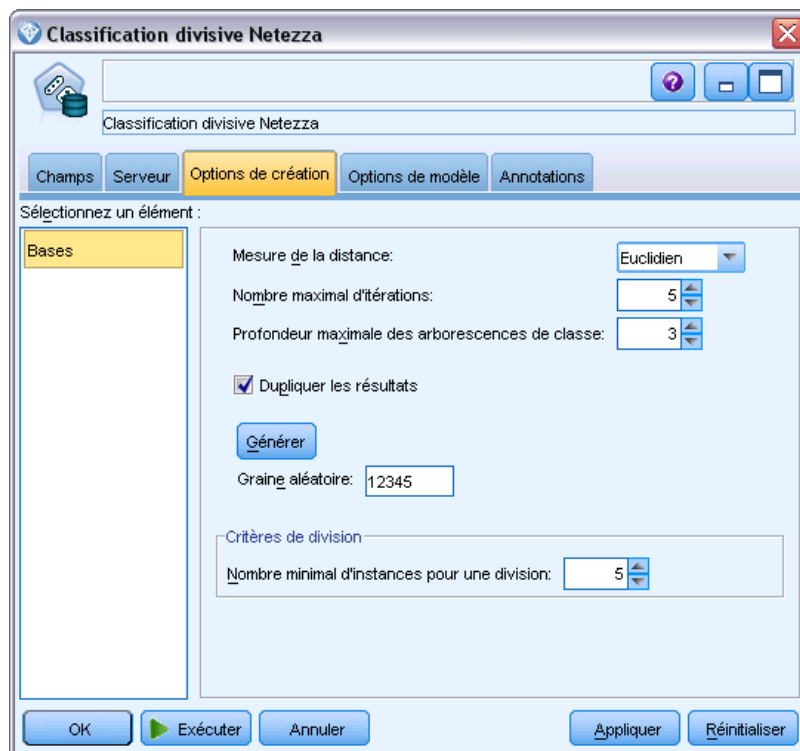 Classification divisive Netezza
Classification divisive Netezza
Champs Serveur Options de création Options de modèle Annotations
Sélectionnez un élément :
Bases
Mesure de la distance: Euclidien
Nombre maximal d'itérations: 5
Profondeur maximale des arborescences de classe: 3
Dupliquer les résultats
Générer
Graine aléatoire: 12345
Critères de division
Nombre minimal d'instances pour une division: 5
OK Exécuter Annuler Appliquer Réinitialiser